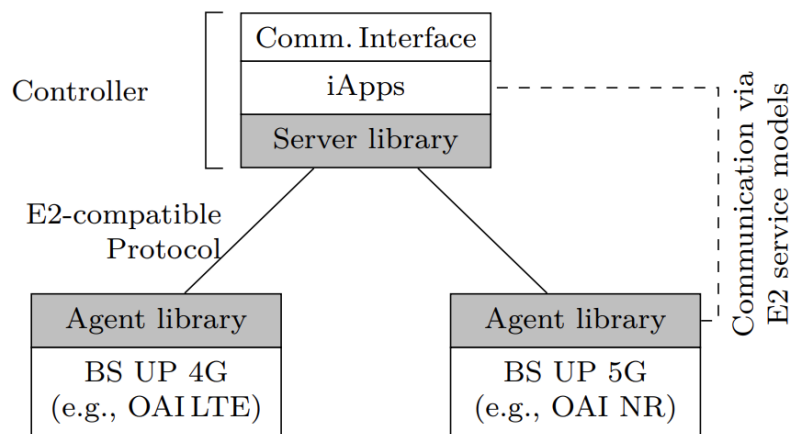 Comm. Interface
iApps
Server library
Controller
E2-compatible
Protocol
Communication via
E2 service models
Agent library
BS UP 4G
(e.g., OAI LTE)
Agent library
BS UP 5G
(e.g., OAI NR)